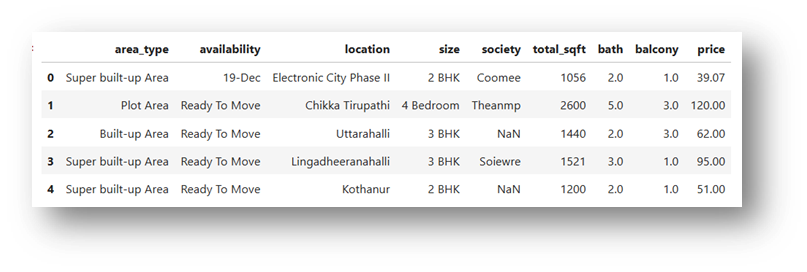 area_type availability location size society total_sqft bath balcony price
0 Super built-up Area 19-Dec Electronic City Phase II 2 BHK Coomee 1056 2.0 1.0 39.07
1 Plot Area Ready To Move Chikka Tirupathi 4 Bedroom Theanmp 2600 5.0 3.0 120.00
2 Built-up Area Ready To Move Uttarahalli 3 BHK NaN 1440 2.0 3.0 62.00
3 Super built-up Area Ready To Move Lingadheeranahalli 3 BHK Soiewre 1521 3.0 1.0 95.00
4 Super built-up Area Ready To Move Kothanur 2 BHK NaN 1200 2.0 1.0 51.00